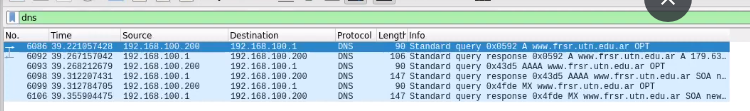 dns
No. Time Source Destination Protocol Length Info
6086 39.221057428 192.168.100.200 192.168.100.1 DNS 90 Standard query 0x0592 A www.frsr.utn.edu.ar OPT
6092 39.267157042 192.168.100.1 192.168.100.200 DNS 106 Standard query response 0x0592 A www.frsr.utn.edu.ar A 179.63…
6093 39.268212679 192.168.100.200 192.168.100.1 DNS 90 Standard query 0x43d5 AAAA www.frsr.utn.edu.ar OPT
6098 39.312207431 192.168.100.1 192.168.100.200 DNS 147 Standard query response 0x43d5 AAAA www.frsr.utn.edu.ar SOA n…
6099 39.312784705 192.168.100.200 192.168.100.1 DNS 90 Standard query 0x4fde MX www.frsr.utn.edu.ar OPT
6106 39.355904475 192.168.100.1 192.168.100.200 DNS 147 Standard query response 0x4fde MX www.frsr.utn.edu.ar SOA new…